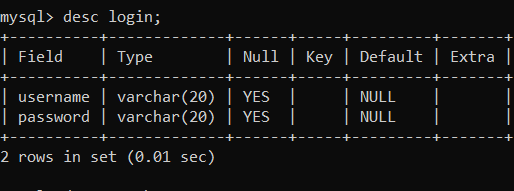 mysql> desc login;
+----------+-------------+------+-----+---------+-------+
| Field    | Type        | Null | Key | Default | Extra |
+----------+-------------+------+-----+---------+-------+
| username | varchar(20) | YES  |     | NULL    |       |
| password | varchar(20) | YES  |     | NULL    |       |
+----------+-------------+------+-----+---------+-------+
2 rows in set (0.01 sec)